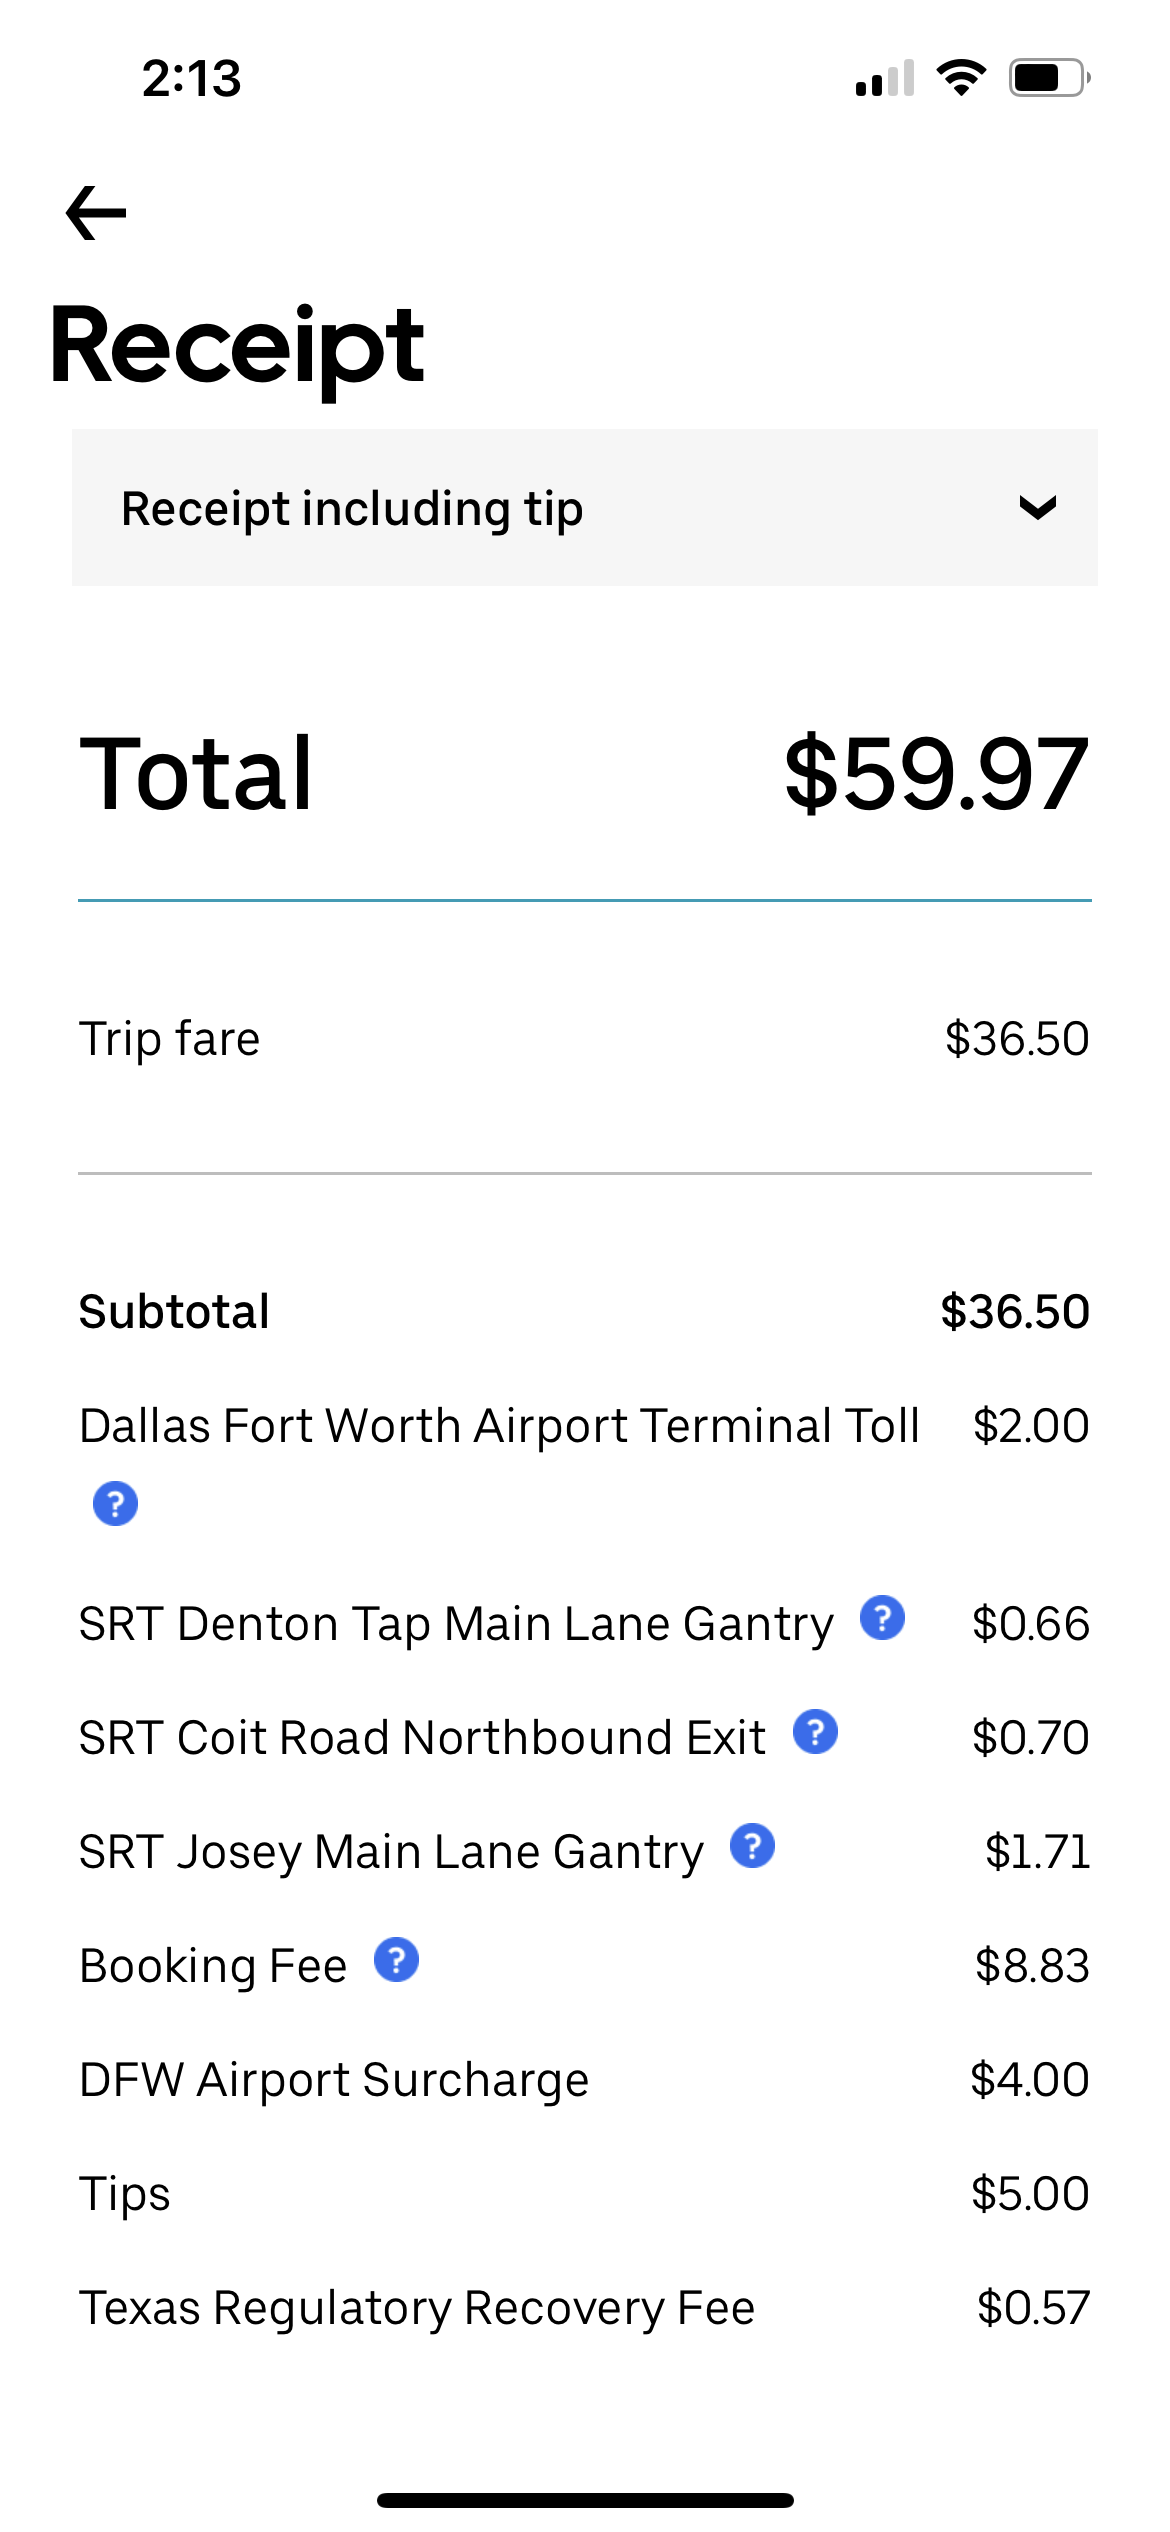 2:13
Receipt
Receipt including tip
Total $59.97
Trip fare $36.50
Subtotal $36.50
Dallas Fort Worth Airport Terminal Toll $2.00
?
SRT Denton Tap Main Lane Gantry ? $0.66
SRT Coit Road Northbound Exit ? $0.70
SRT Josey Main Lane Gantry ? $1.71
Booking Fee ? $8.83
DFW Airport Surcharge $4.00
Tips $5.00
Texas Regulatory Recovery Fee $0.57